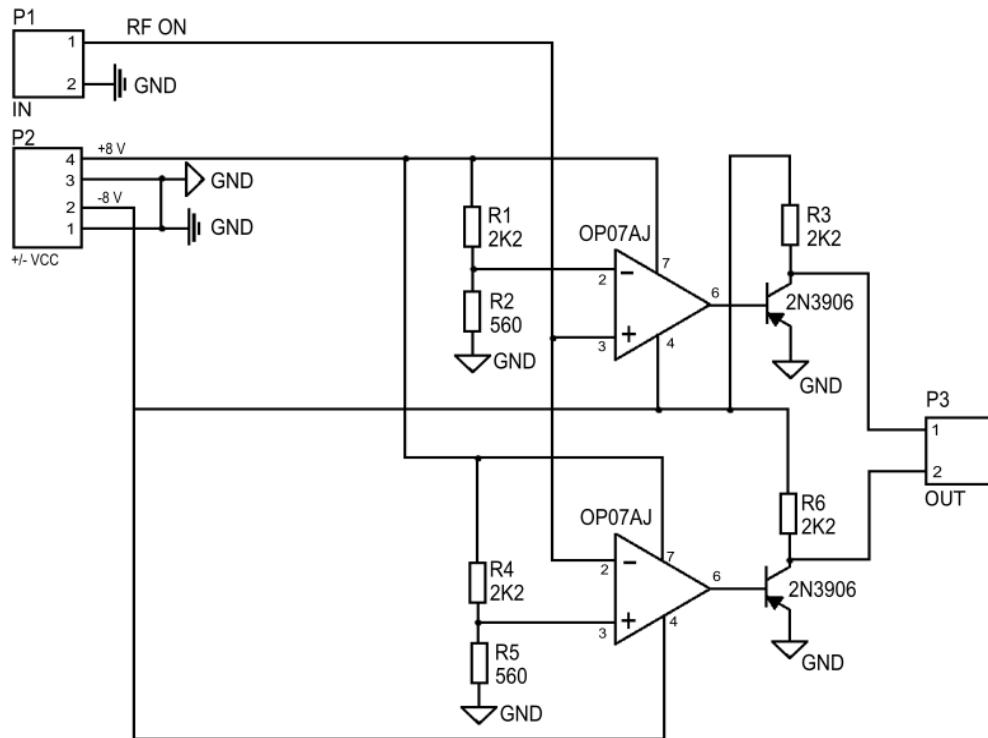 P1
1
RF ON
2
GND
IN
P2
4
+8 V
3
GND
2
-8 V
1
GND
+/- VCC
R1
2K2
R2
560
GND
OP07AJ
2
−
7
3
+
4
6
R3
2K2
2N3906
GND
P3
1
2
OUT
R4
2K2
R5
560
GND
OP07AJ
2
−
7
3
+
4
6
R6
2K2
2N3906
GND